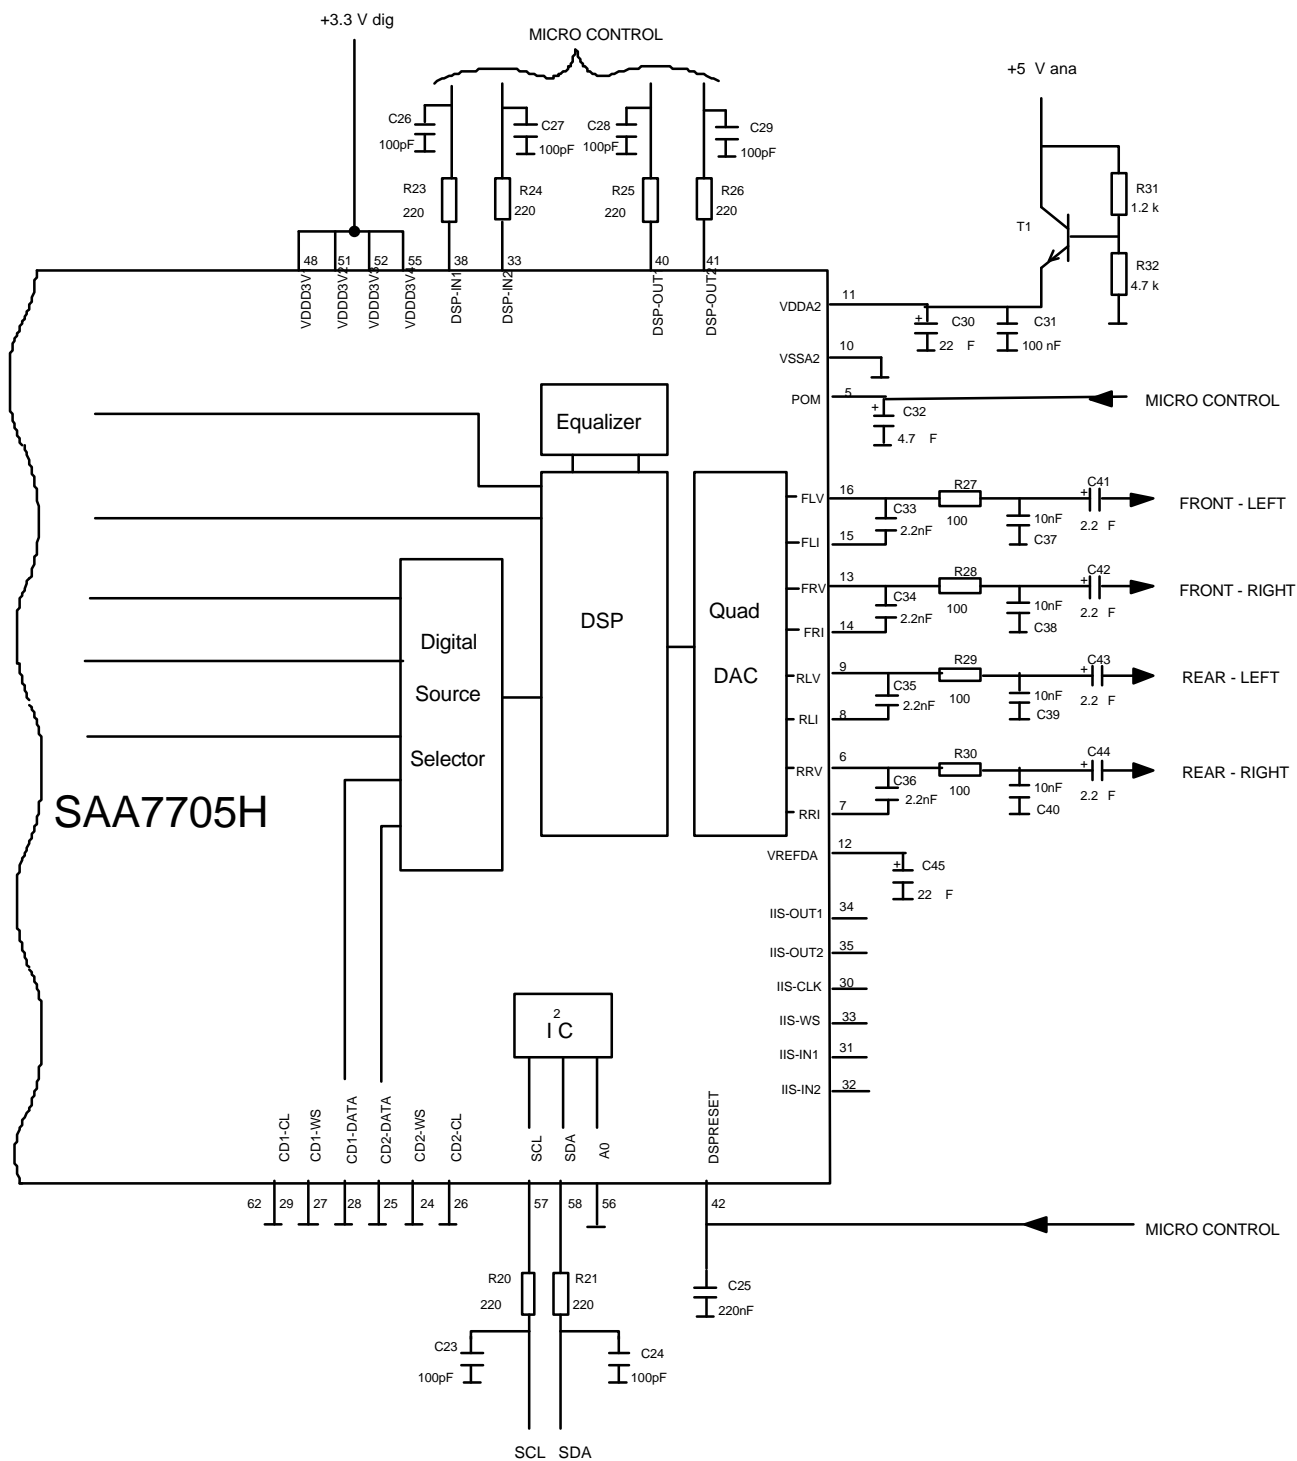 +3.3 V dig
MICRO CONTROL
+5 V ana
C26
100pF
C27
100pF
C28
100pF
C29
100pF
R23
220
R24
220
R25
220
R26
220
R31
1.2 k
T1
R32
4.7 k
48
51
52
55
38
33
40
41
VDDD3V1
VDDD3V2
VDDD3V3
VDDD3V4
DSP-IN1
DSP-IN2
DSP-OUT1
DSP-OUT2
VDDA2
11
+
C30
22 F
C31
100 nF
VSSA2
10
POM
5
MICRO CONTROL
+
C32
4.7 F
Equalizer
DSP
Quad
DAC
Digital
Source
Selector
SAA7705H
FLV
16
C33
2.2nF
R27
100
10nF
C37
C41
+
2.2 F
FRONT - LEFT
FLI
15
FRV
13
C34
2.2nF
R28
100
10nF
C38
C42
+
2.2 F
FRONT - RIGHT
FRI
14
RLV
9
C35
2.2nF
R29
100
10nF
C39
C43
+
2.2 F
REAR - LEFT
RLI
8
RRV
6
C36
2.2nF
R30
100
10nF
C40
C44
+
2.2 F
REAR - RIGHT
RRI
7
VREFDA
12
+
C45
22 F
IIS-OUT1
34
IIS-OUT2
35
IIS-CLK
30
IIS-WS
33
IIS-IN1
31
IIS-IN2
32
2
I C
CD1-CL
CD1-WS
CD1-DATA
CD2-DATA
CD2-WS
CD2-CL
SCL
SDA
A0
DSPRESET
62
29
27
28
25
24
26
57
58
56
42
MICRO CONTROL
R20
220
R21
220
C25
220nF
C23
100pF
C24
100pF
SCL
SDA